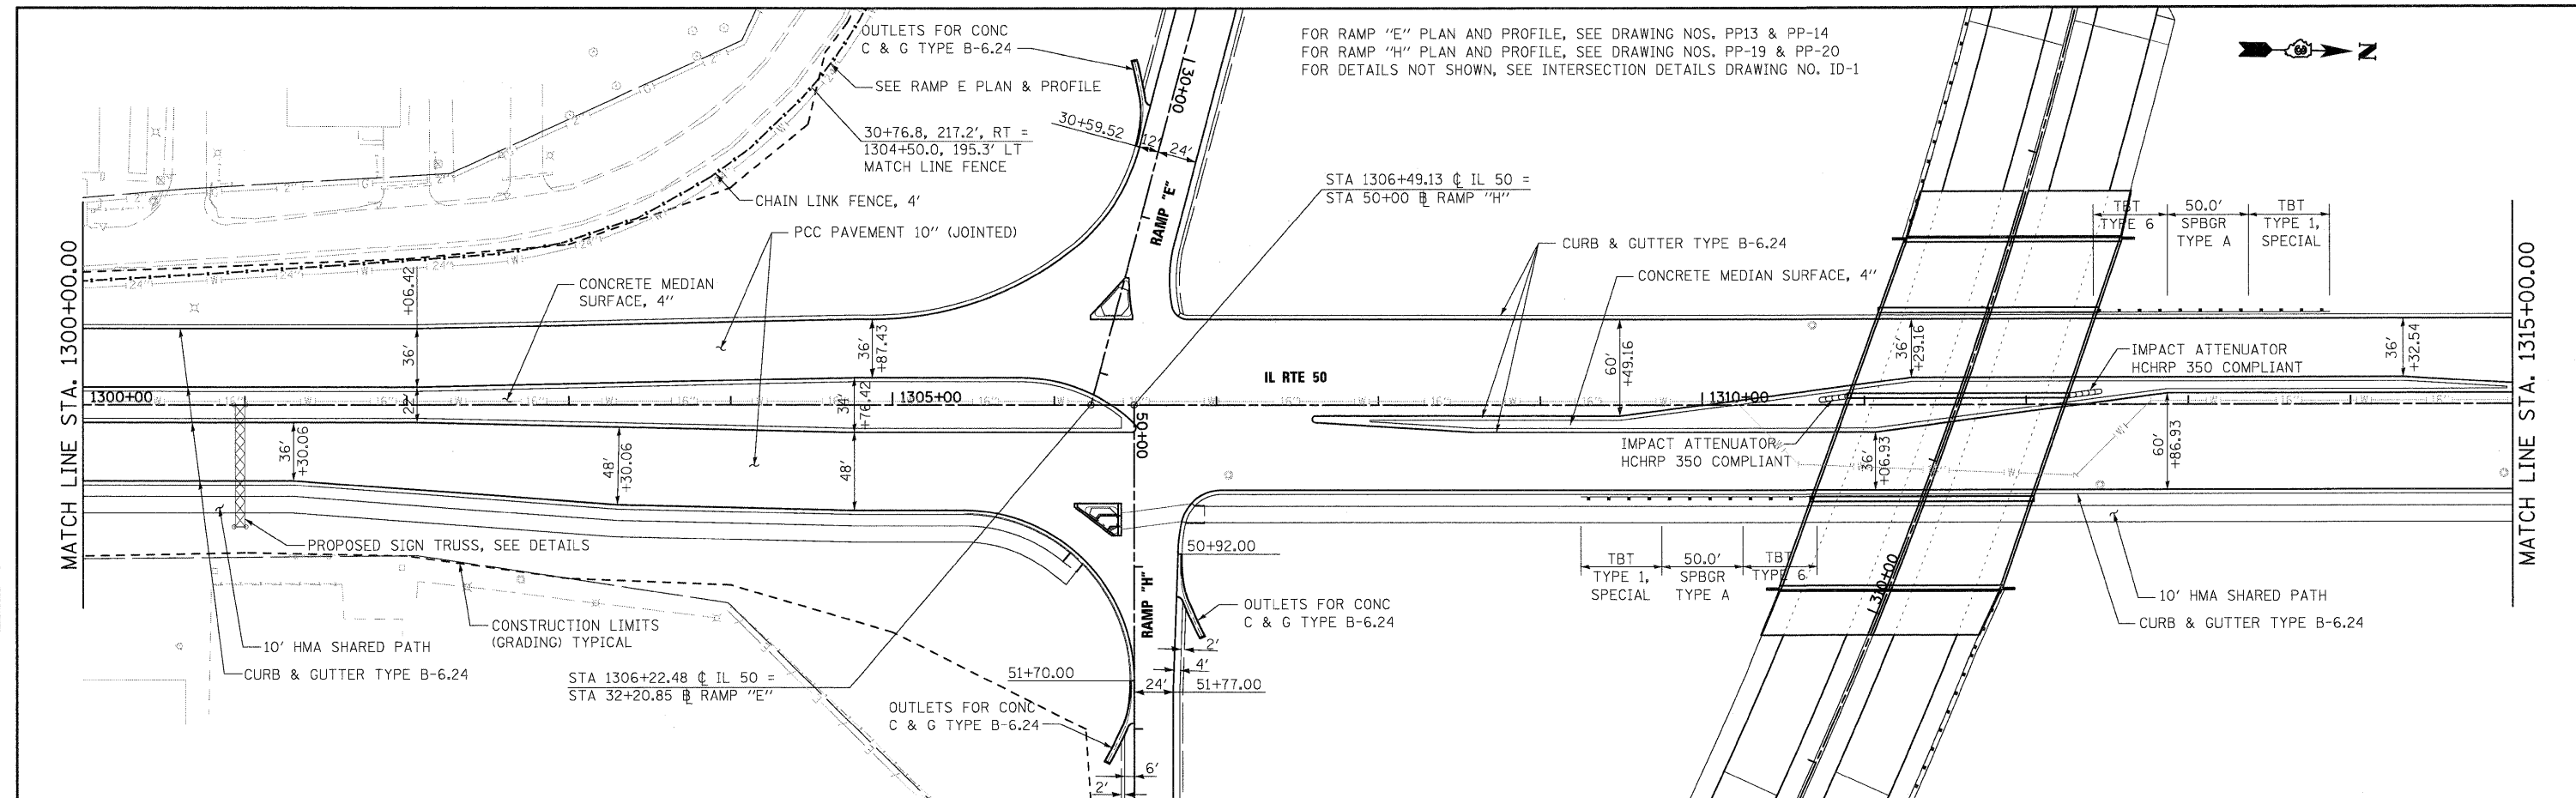 OUTLETS FOR CONC
C & G TYPE B-6.24
SEE RAMP E PLAN & PROFILE
30+76.8, 217.2', RT =
1304+50.0, 195.3' LT
MATCH LINE FENCE
CHAIN LINK FENCE, 4'
PCC PAVEMENT 10" (JOINTED)
CONCRETE MEDIAN
SURFACE, 4"
30+00
30+59.52
12'
24'
RAMP "E"
FOR RAMP "E" PLAN AND PROFILE, SEE DRAWING NOS. PP13 & PP-14
FOR RAMP "H" PLAN AND PROFILE, SEE DRAWING NOS. PP-19 & PP-20
FOR DETAILS NOT SHOWN, SEE INTERSECTION DETAILS DRAWING NO. ID-1
N
STA 1306+49.13 ℄ IL 50 =
STA 50+00 B RAMP "H"
CURB & GUTTER TYPE B-6.24
CONCRETE MEDIAN SURFACE, 4"
TBT
TYPE 6
50.0'
SPBGR
TYPE A
TBT
TYPE 1,
SPECIAL
MATCH LINE STA. 1300+00.00
MATCH LINE STA. 1315+00.00
+06.42
36'
36'
+87.43
60'
+49.16
36'
+29.16
36'
+32.54
IMPACT ATTENUATOR
HCHRP 350 COMPLIANT
IL RTE 50
1300+00
1305+00
1310+00
34'
+76.42
50+00
36'
+30.06
48'
+30.06
48'
IMPACT ATTENUATOR
HCHRP 350 COMPLIANT
36'
+06.93
60'
+86.93
PROPOSED SIGN TRUSS, SEE DETAILS
CONSTRUCTION LIMITS
(GRADING) TYPICAL
10' HMA SHARED PATH
CURB & GUTTER TYPE B-6.24
STA 1306+22.48 ℄ IL 50 =
STA 32+20.85 B RAMP "E"
50+92.00
RAMP "H"
OUTLETS FOR CONC
C & G TYPE B-6.24
2'
4'
51+70.00
24'
51+77.00
OUTLETS FOR CONC
C & G TYPE B-6.24
6'
2'
TBT
TYPE 1,
SPECIAL
50.0'
SPBGR
TYPE A
TBT
TYPE 6
1310+00
10' HMA SHARED PATH
CURB & GUTTER TYPE B-6.24